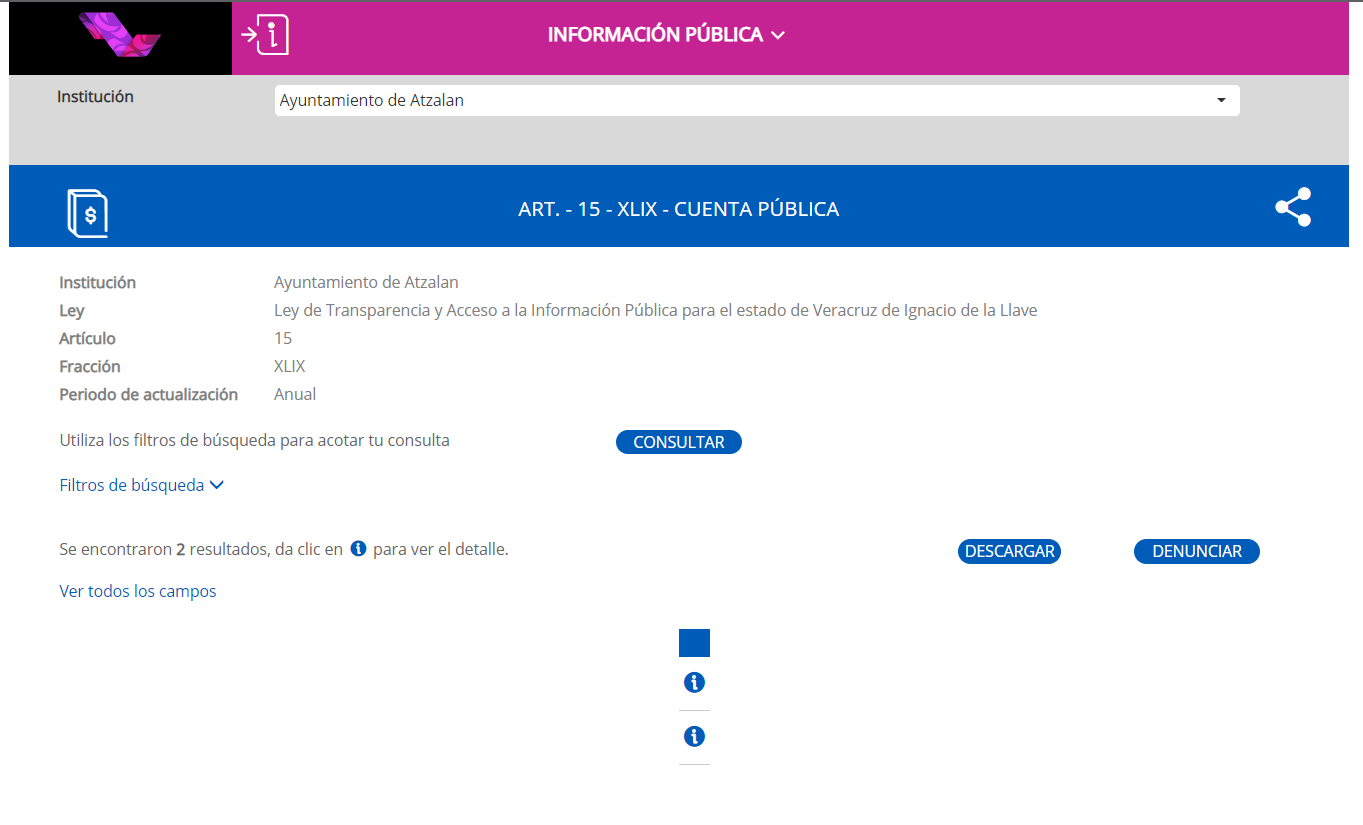 INFORMACIÓN PÚBLICA
Institución
Ayuntamiento de Atzalan
ART. - 15 - XLIX - CUENTA PÚBLICA
Institución Ayuntamiento de Atzalan
Ley Ley de Transparencia y Acceso a la Información Pública para el estado de Veracruz de Ignacio de la Llave
Artículo 15
Fracción XLIX
Periodo de actualización Anual
Utiliza los filtros de búsqueda para acotar tu consulta CONSULTAR
Filtros de búsqueda
Se encontraron 2 resultados, da clic en i para ver el detalle. DESCARGAR DENUNCIAR
Ver todos los campos